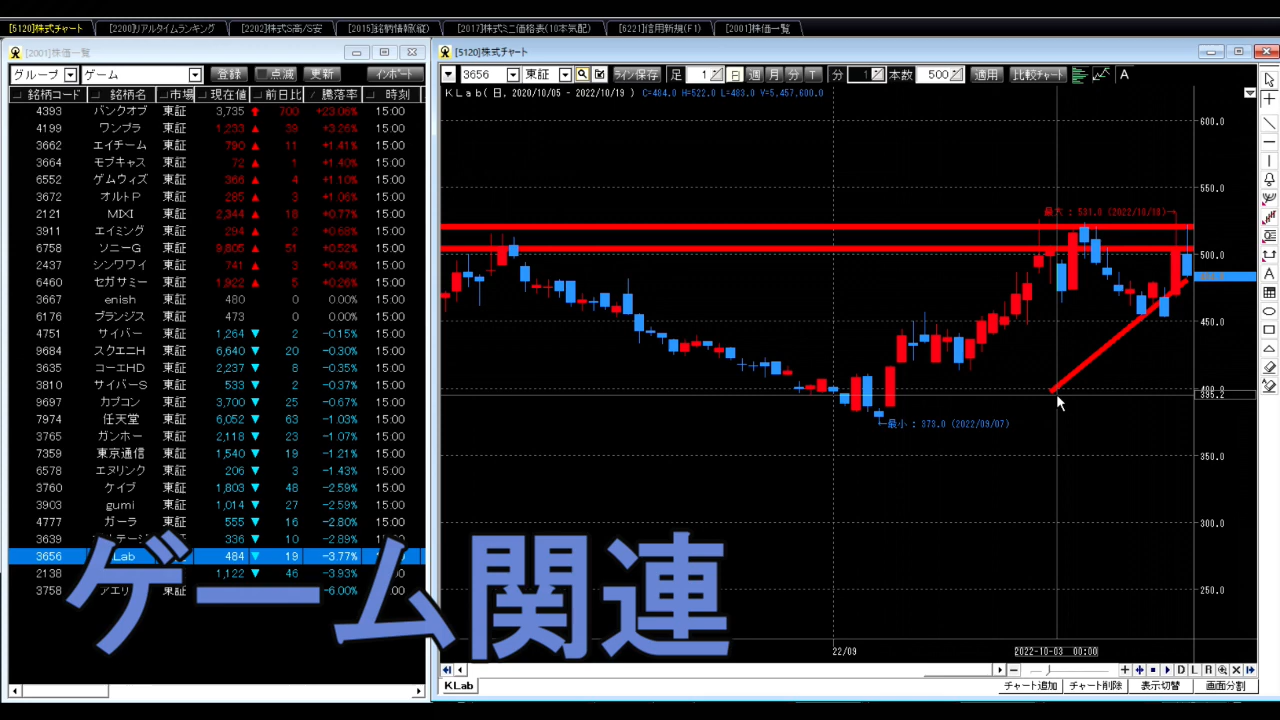 [5120]株式チャート [2200]リアルタイムランキング [2202]株式S高/S安 [2015]銘柄情報(縦) [2017]株式ミニ価格表(10本気配) [6221]信用新規(F1) [2001]株価一覧
[2001]株価一覧
グループ ゲーム 登録 点滅 更新 インポート
銘柄コード 銘柄名 市場 現在値 前日比 騰落率 時刻
4393 バンクオブ 東証 3,735 700 +23.06% 15:00
4199 ワンプラ 東証 1,233 ▲ 39 +3.26% 15:00
3662 エイチーム 東証 790 ▲ 11 +1.41% 15:00
3664 モブキャス 東証 72 ▲ 1 +1.40% 15:00
6552 ゲムウィズ 東証 366 ▲ 4 +1.10% 15:00
3672 オルトP 東証 285 ▲ 3 +1.06% 15:00
2121 MIXI 東証 2,344 ▲ 18 +0.77% 15:00
3911 エイミング 東証 294 ▲ 2 +0.68% 15:00
6758 ソニーG 東証 9,805 ▲ 51 +0.52% 15:00
2437 シンワワイ 東証 741 ▲ 3 +0.40% 15:00
6460 セガサミー 東証 1,922 ▲ 5 +0.26% 15:00
3667 enish 東証 480 0 0.00% 15:00
6176 ブランジス 東証 473 0 0.00% 15:00
4751 サイバー 東証 1,264 ▼ 2 -0.15% 15:00
9684 スクエニH 東証 6,640 ▼ 20 -0.30% 15:00
3635 コーエHD 東証 2,237 ▼ 8 -0.35% 15:00
3810 サイバーS 東証 533 ▼ 2 -0.37% 15:00
9697 カプコン 東証 3,700 ▼ 25 -0.67% 15:00
7974 任天堂 東証 6,052 ▼ 63 -1.03% 15:00
3765 ガンホー 東証 2,118 ▼ 23 -1.07% 15:00
7359 東京通信 東証 1,540 ▼ 19 -1.21% 15:00
6578 エヌリンク 東証 206 ▼ 3 -1.43% 15:00
3760 ケイブ 東証 1,803 ▼ 48 -2.59% 15:00
3903 gumi 東証 1,014 ▼ 27 -2.59% 15:00
4777 ガーラ 東証 555 ▼ 16 -2.80% 15:00
3639 336 ▼ 10 -2.89% 15:00
3656 Lab 484 ▼ 19 -3.77%
2138 1,122 ▼ 46 -3.93% 15:00
3758 アエリ -6.00% 15:00
ゲーム関連
[5120]株式チャート
3656 東証 ライン保存 足 1 日 週 月 分 T 分 1 本数 500 適用 比較チャート A
KLab( 日, 2020/10/05 - 2022/10/19 ) C=484.0 H=522.0 L=483.0 V=5,457,600.0
600.0
550.0
最大 : 531.0 (2022/10/18)→
500.0
450.0
395.2
←最小 : 373.0 (2022/09/07)
350.0
300.0
250.0
22/09 2022-10-03 00:00
D L R
KLab チャート追加 チャート削除 表示切替 画面分割